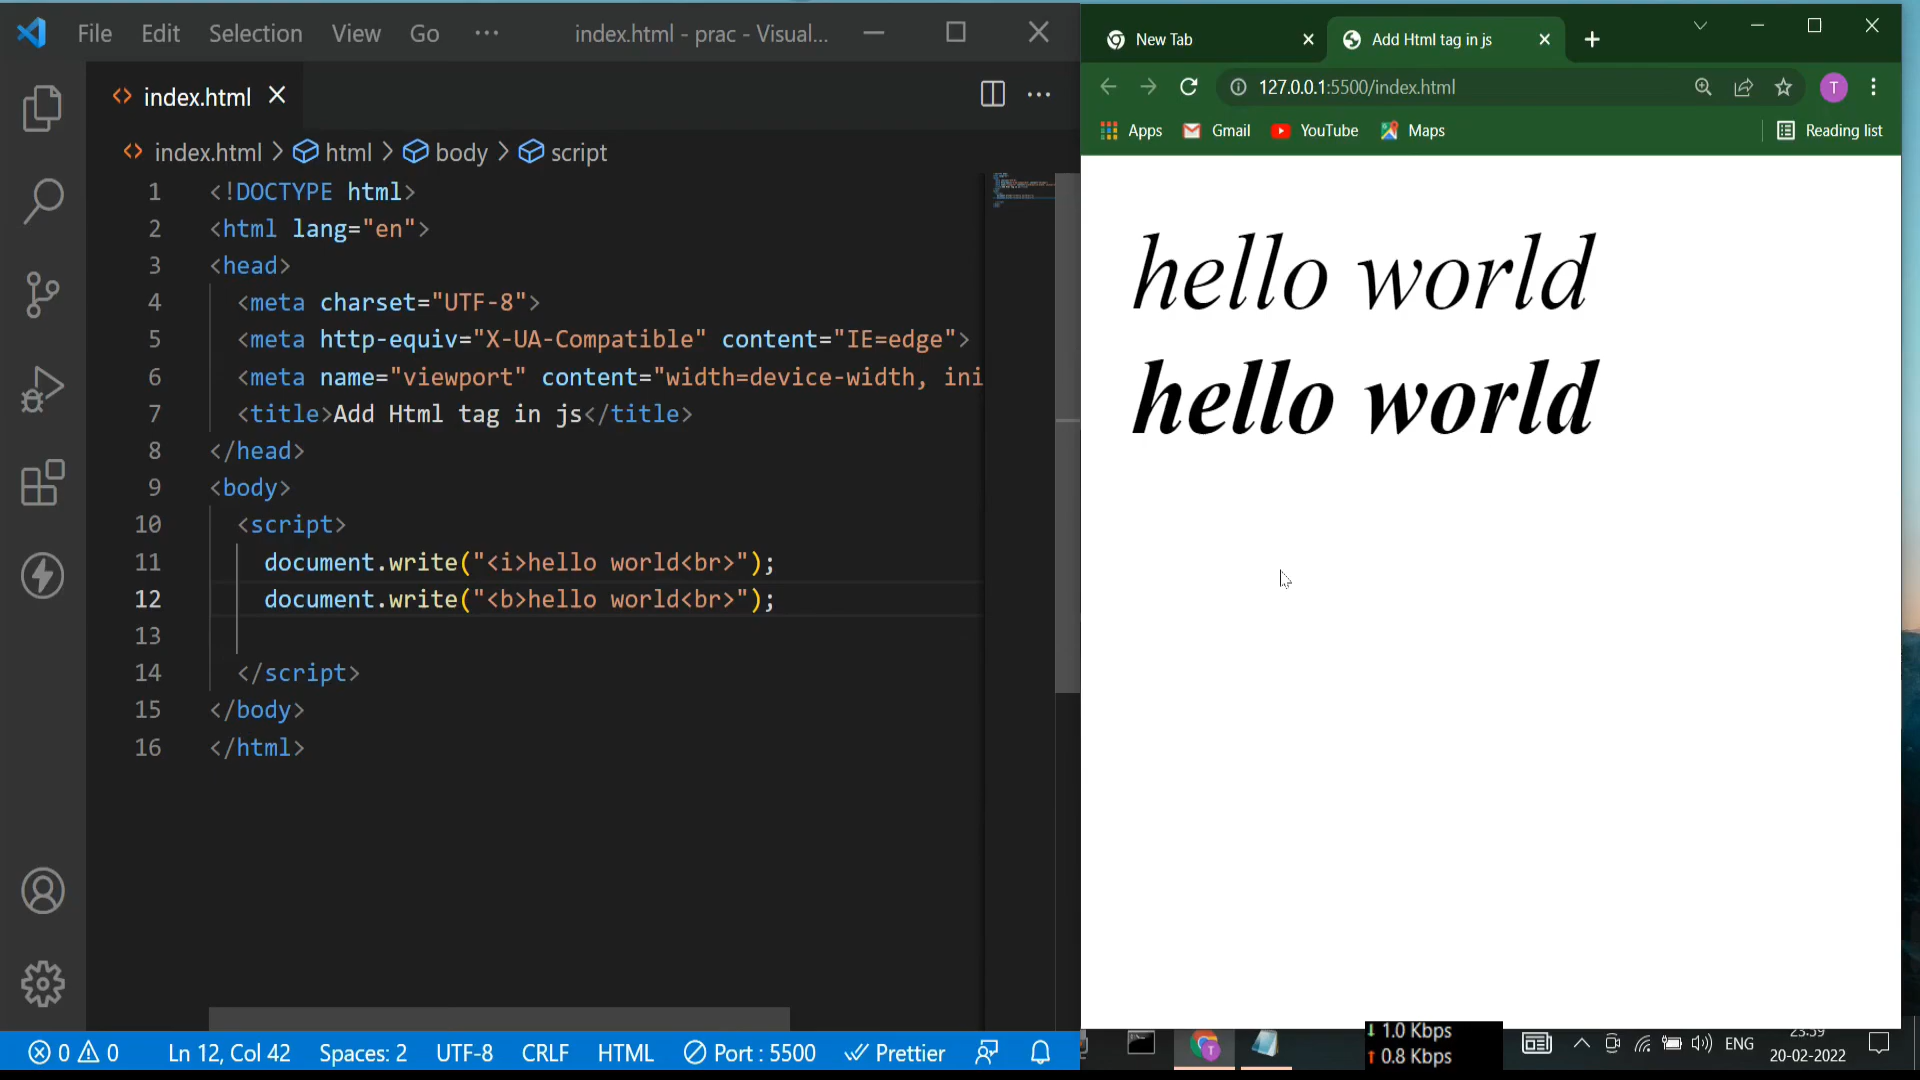 File Edit Selection View Go ··· index.html - prac - Visual...
index.html
index.html > html > body > script
1 <!DOCTYPE html>
2 <html lang="en">
3 <head>
4 <meta charset="UTF-8">
5 <meta http-equiv="X-UA-Compatible" content="IE=edge">
6 <meta name="viewport" content="width=device-width, ini
7 <title>Add Html tag in js</title>
8 </head>
9 <body>
10 <script>
11 document.write("<i>hello world<br>");
12 document.write("<b>hello world<br>");
13
14 </script>
15 </body>
16 </html>
0 0 Ln 12, Col 42 Spaces: 2 UTF-8 CRLF HTML Port : 5500 Prettier
New Tab Add Html tag in js
127.0.0.1:5500/index.html T
Apps Gmail YouTube Maps Reading list
hello world
hello world
T
↓ 1.0 Kbps
↑ 0.8 Kbps
ENG
23:59
20-02-2022